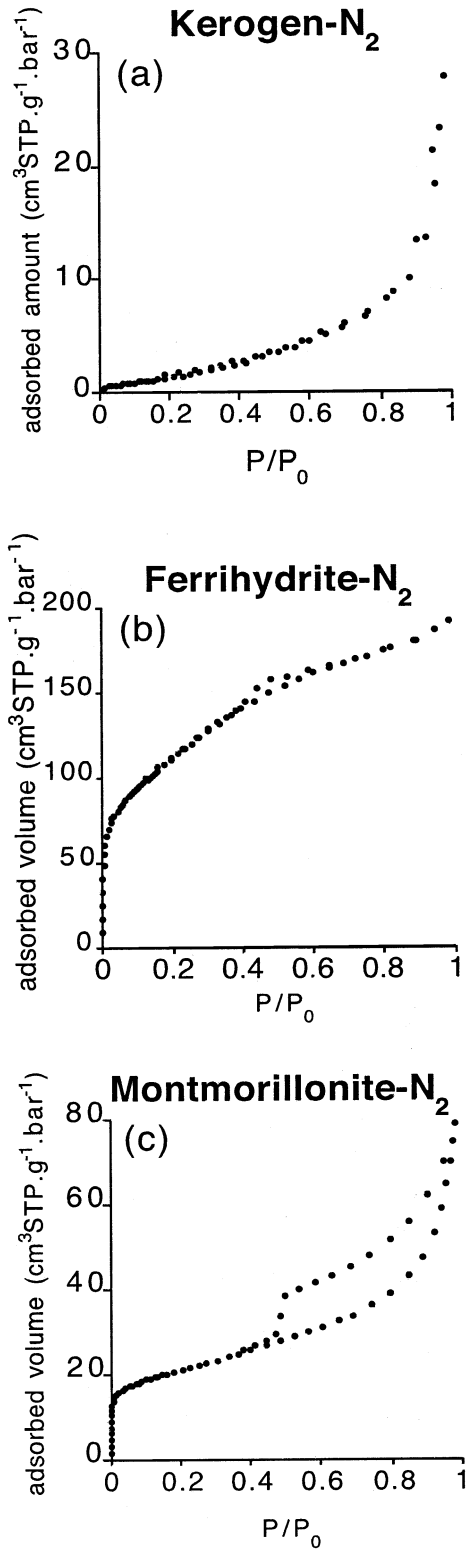 Kerogen-N2
(a)
adsorbed amount (cm3STP.g-1.bar-1)
30
20
10
0
0 0.2 0.4 0.6 0.8 1
P/P0
Ferrihydrite-N2
(b)
adsorbed volume (cm3STP.g-1.bar-1)
200
150
100
50
0
0 0.2 0.4 0.6 0.8 1
P/P0
Montmorillonite-N2
(c)
adsorbed volume (cm3STP.g-1.bar-1)
80
60
40
20
0
0 0.2 0.4 0.6 0.8 1
P/P0